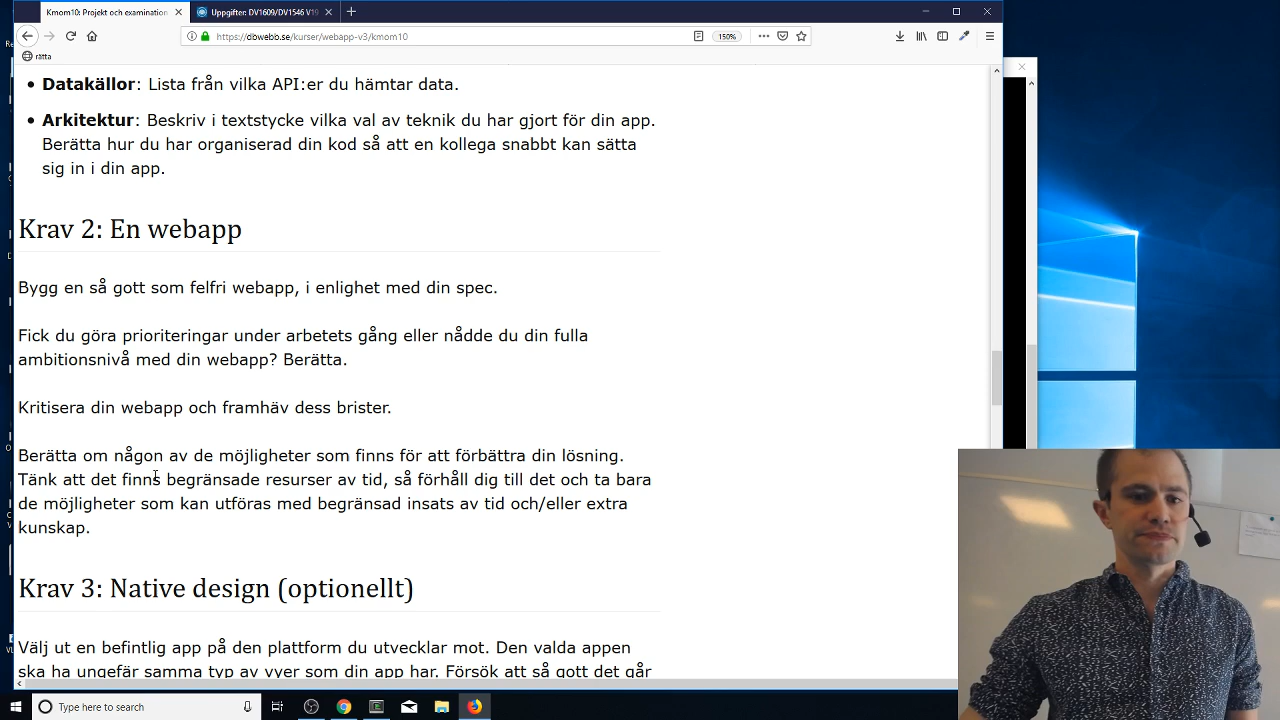 Kmom10: Projekt och examination
Uppgifter: DV1609/DV1546 V19
https://dbwebb.se/kurser/webapp-v3/kmom10
150%
rätta
• Datakällor: Lista från vilka API:er du hämtar data.
• Arkitektur: Beskriv i textstycke vilka val av teknik du har gjort för din app.
Berätta hur du har organiserad din kod så att en kollega snabbt kan sätta
sig in i din app.
Krav 2: En webapp
Bygg en så gott som felfri webapp, i enlighet med din spec.
Fick du göra prioriteringar under arbetets gång eller nådde du din fulla
ambitionsnivå med din webapp? Berätta.
Kritisera din webapp och framhäv dess brister.
Berätta om någon av de möjligheter som finns för att förbättra din lösning.
Tänk att det finns begränsade resurser av tid, så förhåll dig till det och ta bara
de möjligheter som kan utföras med begränsad insats av tid och/eller extra
kunskap.
Krav 3: Native design (optionellt)
Välj ut en befintlig app på den plattform du utvecklar mot. Den valda appen
ska ha ungefär samma typ av vyer som din app har. Försök att så gott det går
Type here to search